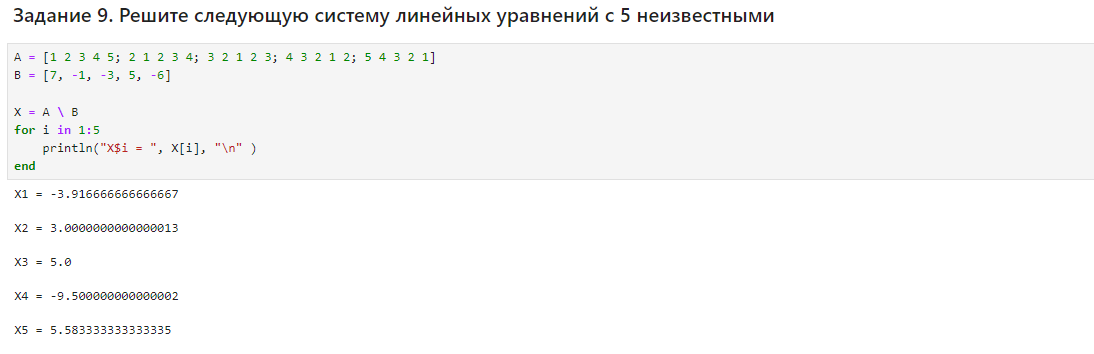 Задание 9. Решите следующую систему линейных уравнений с 5 неизвестными
A = [1 2 3 4 5; 2 1 2 3 4; 3 2 1 2 3; 4 3 2 1 2; 5 4 3 2 1]
B = [7, -1, -3, 5, -6]
X = A \ B
for i in 1:5
    println("X$i = ", X[i], "\n" )
end
X1 = -3.916666666666667
X2 = 3.0000000000000013
X3 = 5.0
X4 = -9.500000000000002
X5 = 5.583333333333335